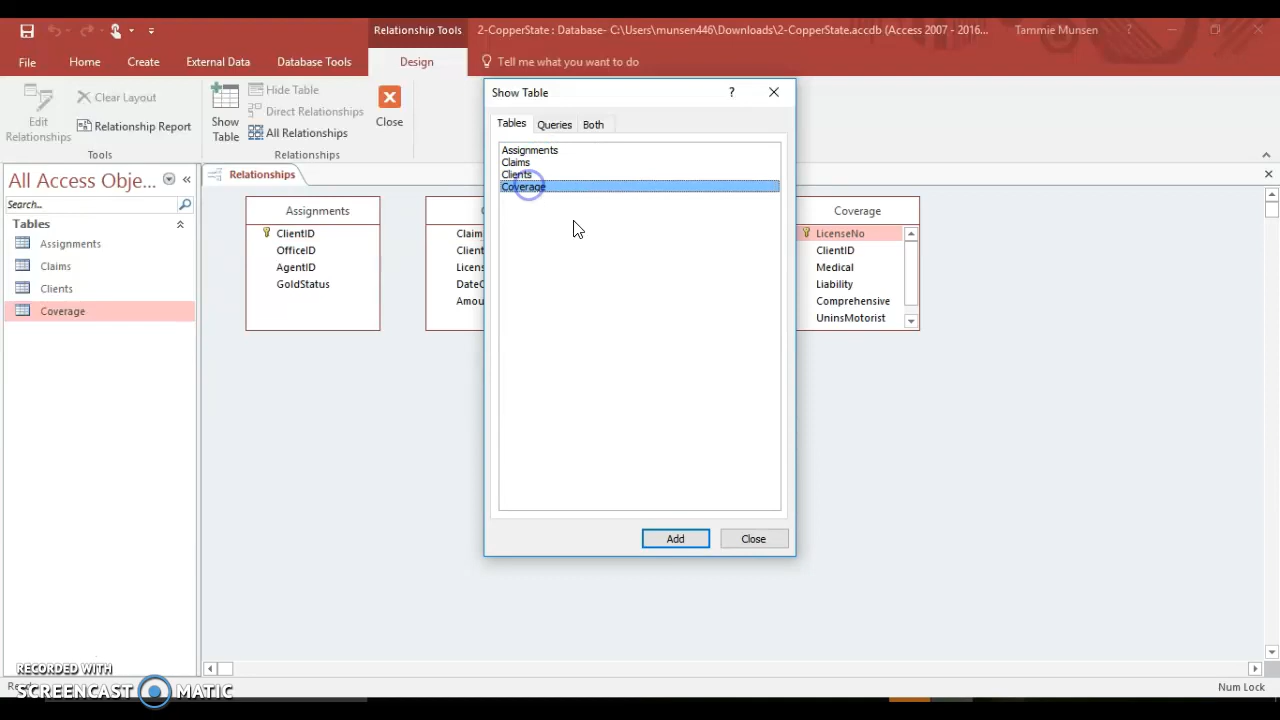 Relationship Tools
2-CopperState : Database- C:\Users\munsen446\Downloads\2-CopperState.accdb (Access 2007 - 2016...
Tammie Munsen
?
File
Home
Create
External Data
Database Tools
Design
Tell me what you want to do
Edit
Relationships
Clear Layout
Relationship Report
Tools
Show
Table
Hide Table
Direct Relationships
All Relationships
Relationships
Close
Show Table
?
Tables
Queries
Both
Assignments
Claims
Clients
Coverage
Add
Close
All Access Obje...
Search...
Tables
Assignments
Claims
Clients
Coverage
Relationships
Assignments
ClientID
OfficeID
AgentID
GoldStatus
Coverage
LicenseNo
ClientID
Medical
Liability
Comprehensive
UninsMotorist
RECORDED WITH
SCREENCAST MATIC
Num Lock